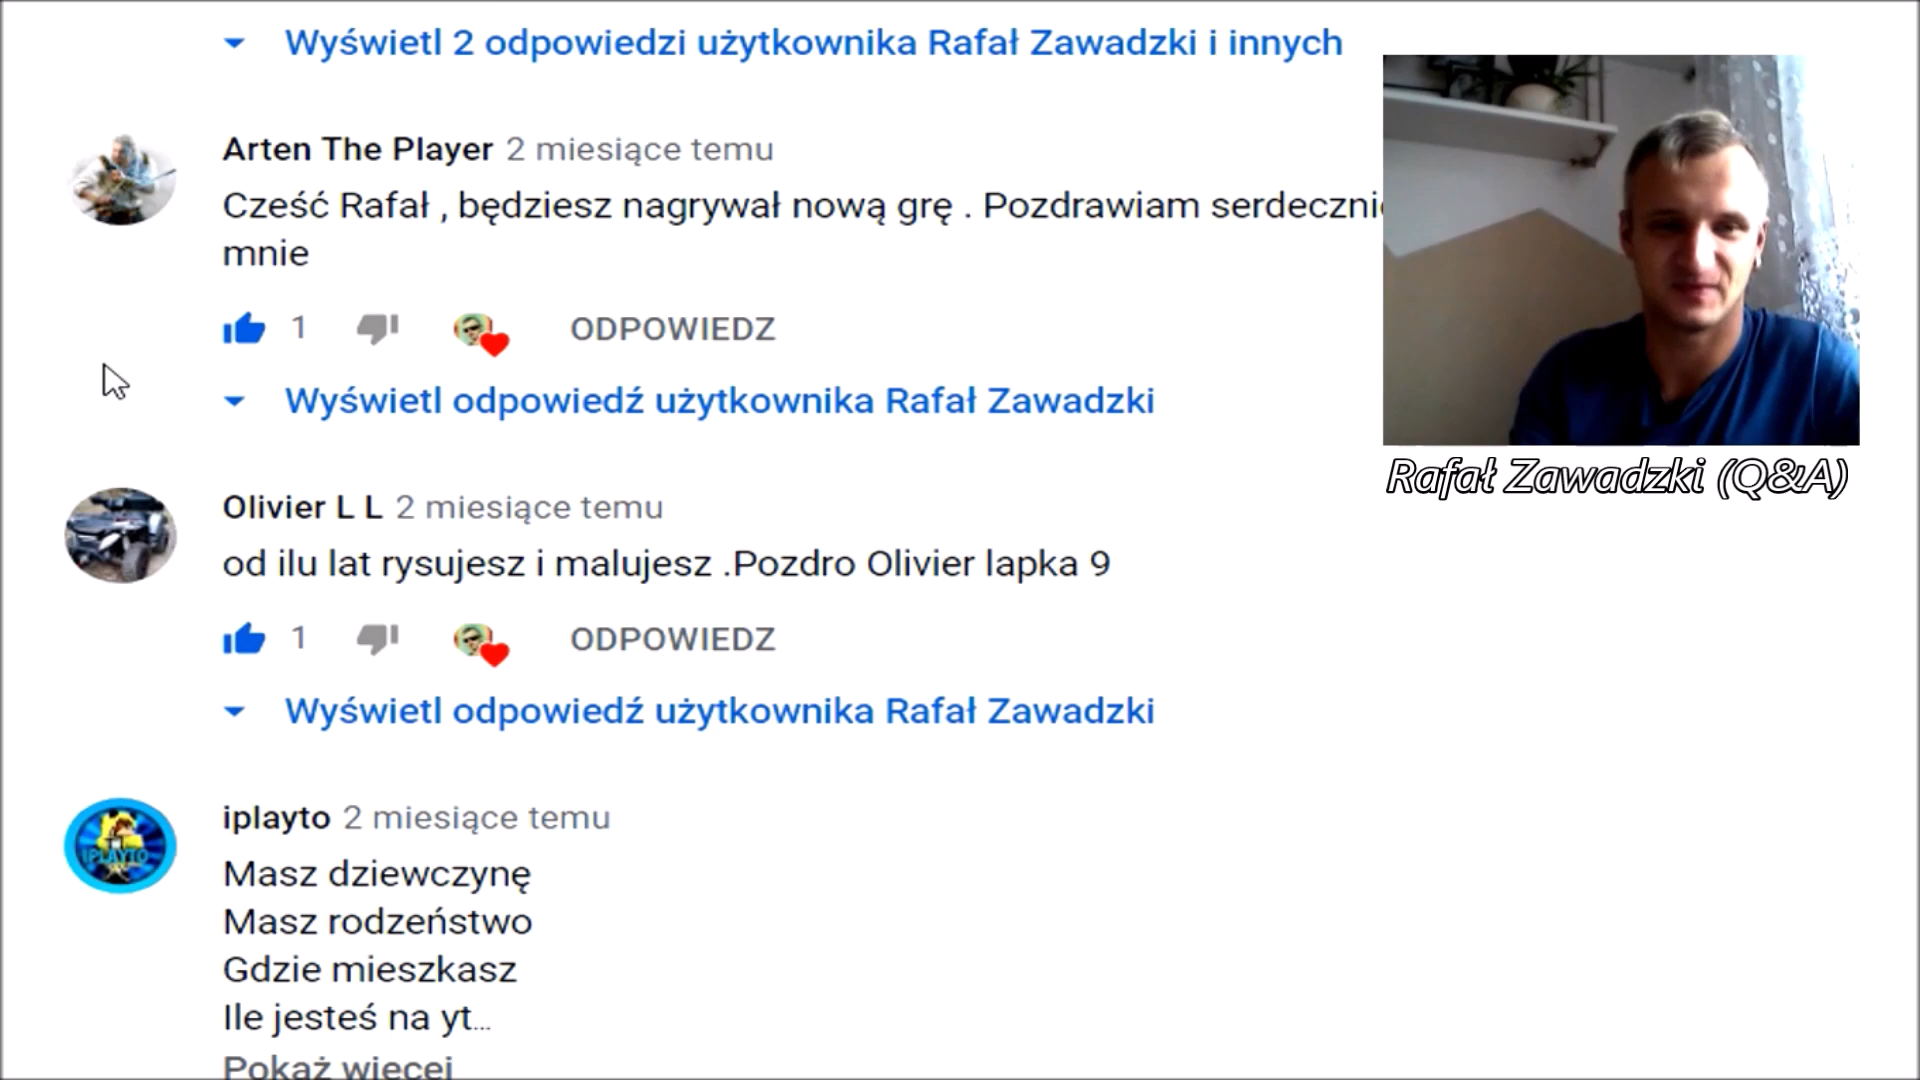 Wyświetl 2 odpowiedzi użytkownika Rafał Zawadzki i innych
Arten The Player 2 miesiące temu
Cześć Rafał , będziesz nagrywał nową grę . Pozdrawiam serdeczni
mnie
1 ODPOWIEDZ
Wyświetl odpowiedź użytkownika Rafał Zawadzki
Rafał Zawadzki (Q&A)
Olivier L L 2 miesiące temu
od ilu lat rysujesz i malujesz .Pozdro Olivier lapka 9
1 ODPOWIEDZ
Wyświetl odpowiedź użytkownika Rafał Zawadzki
IPLAYTO
iplayto 2 miesiące temu
Masz dziewczynę
Masz rodzeństwo
Gdzie mieszkasz
Ile jesteś na yt...
Pokaż więcej